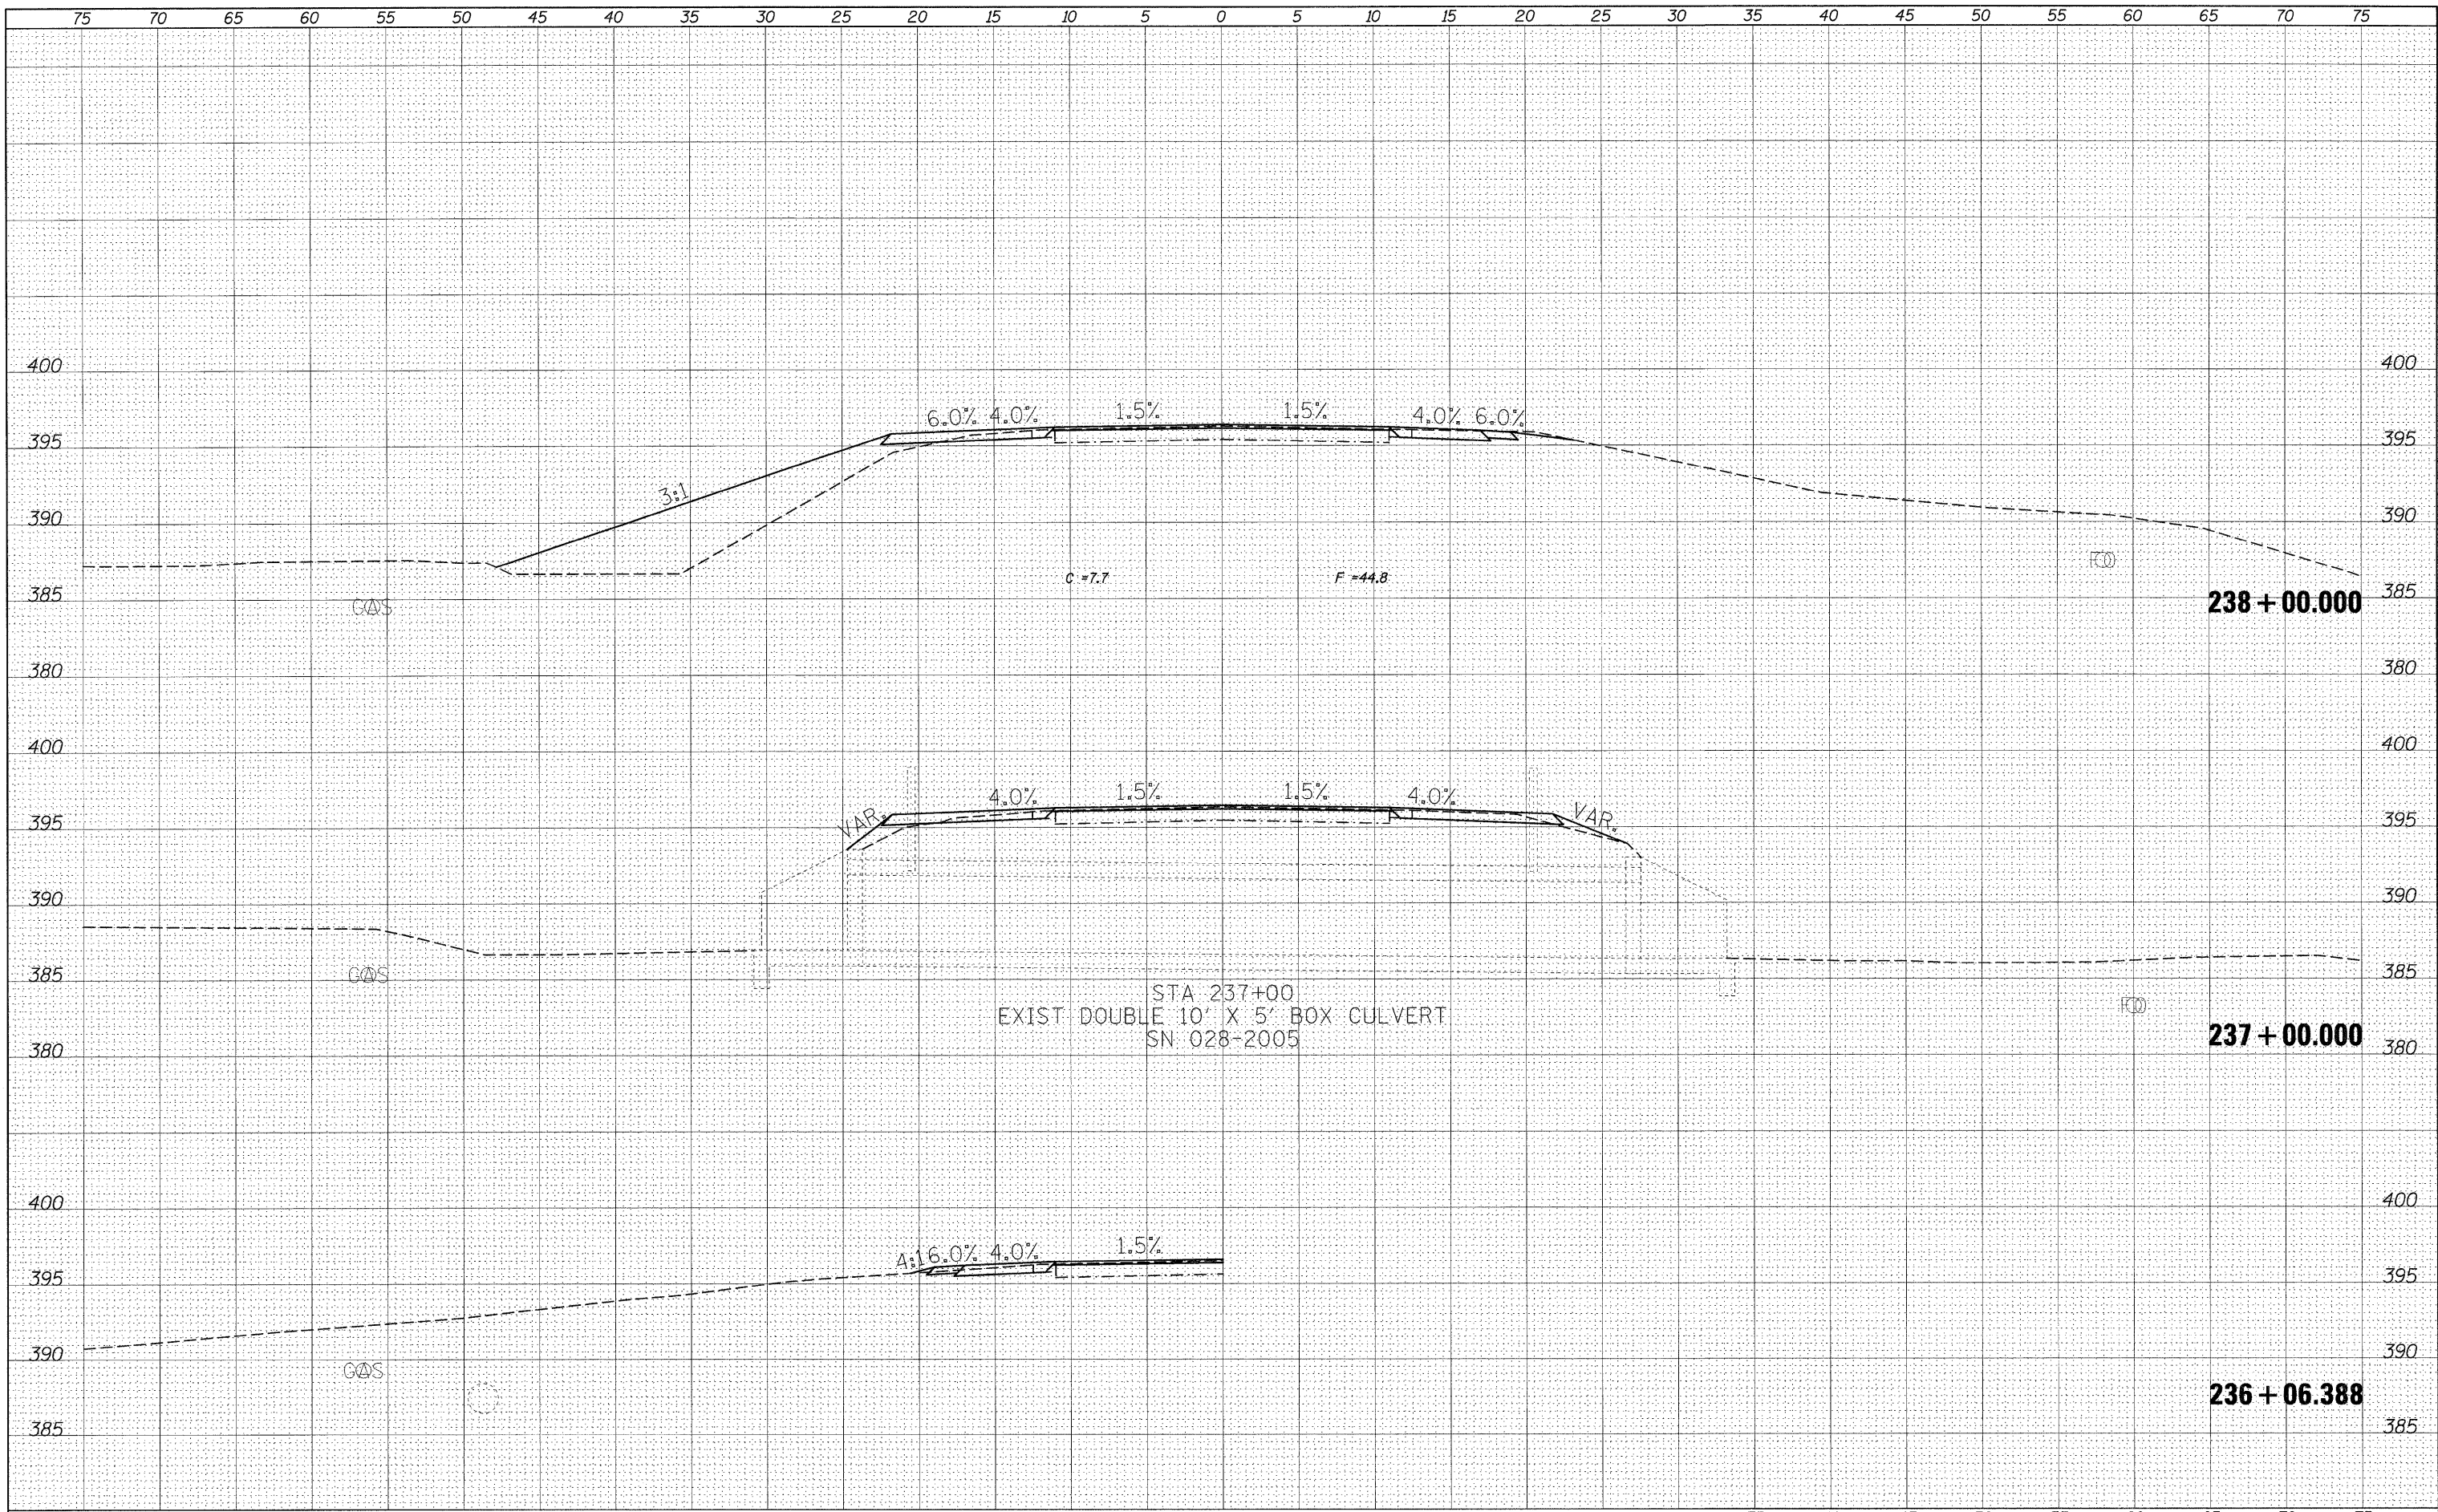 75 70 65 60 55 50 45 40 35 30 25 20 15 10 5 0 5 10 15 20 25 30 35 40 45 50 55 60 65 70 75
400 400
6.0% 4.0% 1.5% 1.5% 4.0% 6.0%
395 395
3:1
390 390
FO
C =7.7 F =44.8
385 GAS 385
238+00.000
380 380
400 400
4.0% 1.5% 1.5% 4.0%
VAR. VAR.
395 395
390 390
385 GAS 385
STA 237+00
EXIST DOUBLE 10' X 5' BOX CULVERT
SN 028-2005
FO
237+00.000
380 380
400 400
4:1 6.0% 4.0% 1.5%
395 395
390 390
GAS
236+06.388
385 385